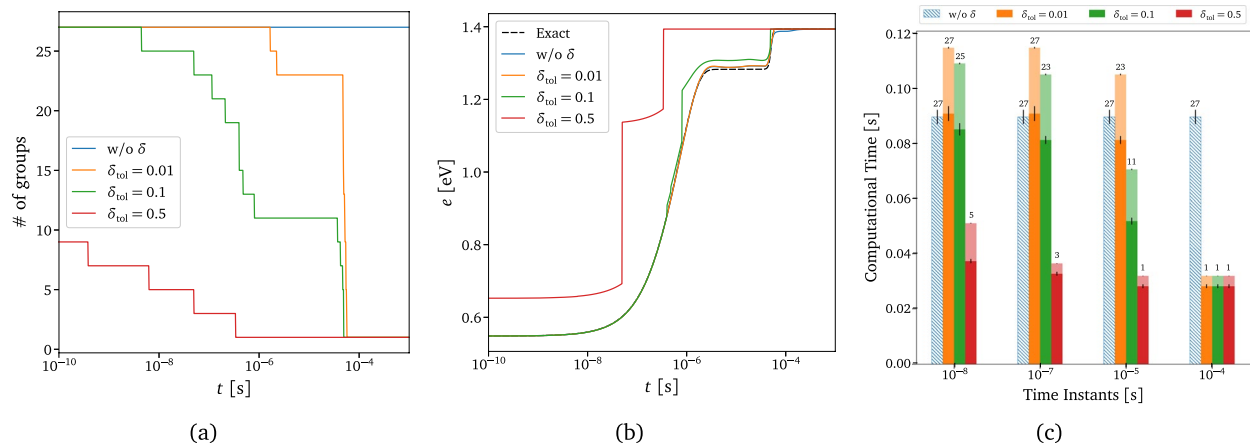 25
20
15
10
5
0
# of groups
w/o δ
δtol = 0.01
δtol = 0.1
δtol = 0.5
10⁻¹⁰
10⁻⁸
10⁻⁶
10⁻⁴
t [s]
(a)
1.4
1.2
1.0
0.8
0.6
e [eV]
Exact
w/o δ
δtol = 0.01
δtol = 0.1
δtol = 0.5
10⁻¹⁰
10⁻⁸
10⁻⁶
10⁻⁴
t [s]
(b)
w/o δ δtol = 0.01 δtol = 0.1 δtol = 0.5
0.12
0.10
0.08
0.06
0.04
0.02
0.00
Computational Time [s]
27 27 25 5
27 27 23 3
27 23 11 1
27 1 1 1
10⁻⁸ 10⁻⁷ 10⁻⁵ 10⁻⁴
Time Instants [s]
(c)